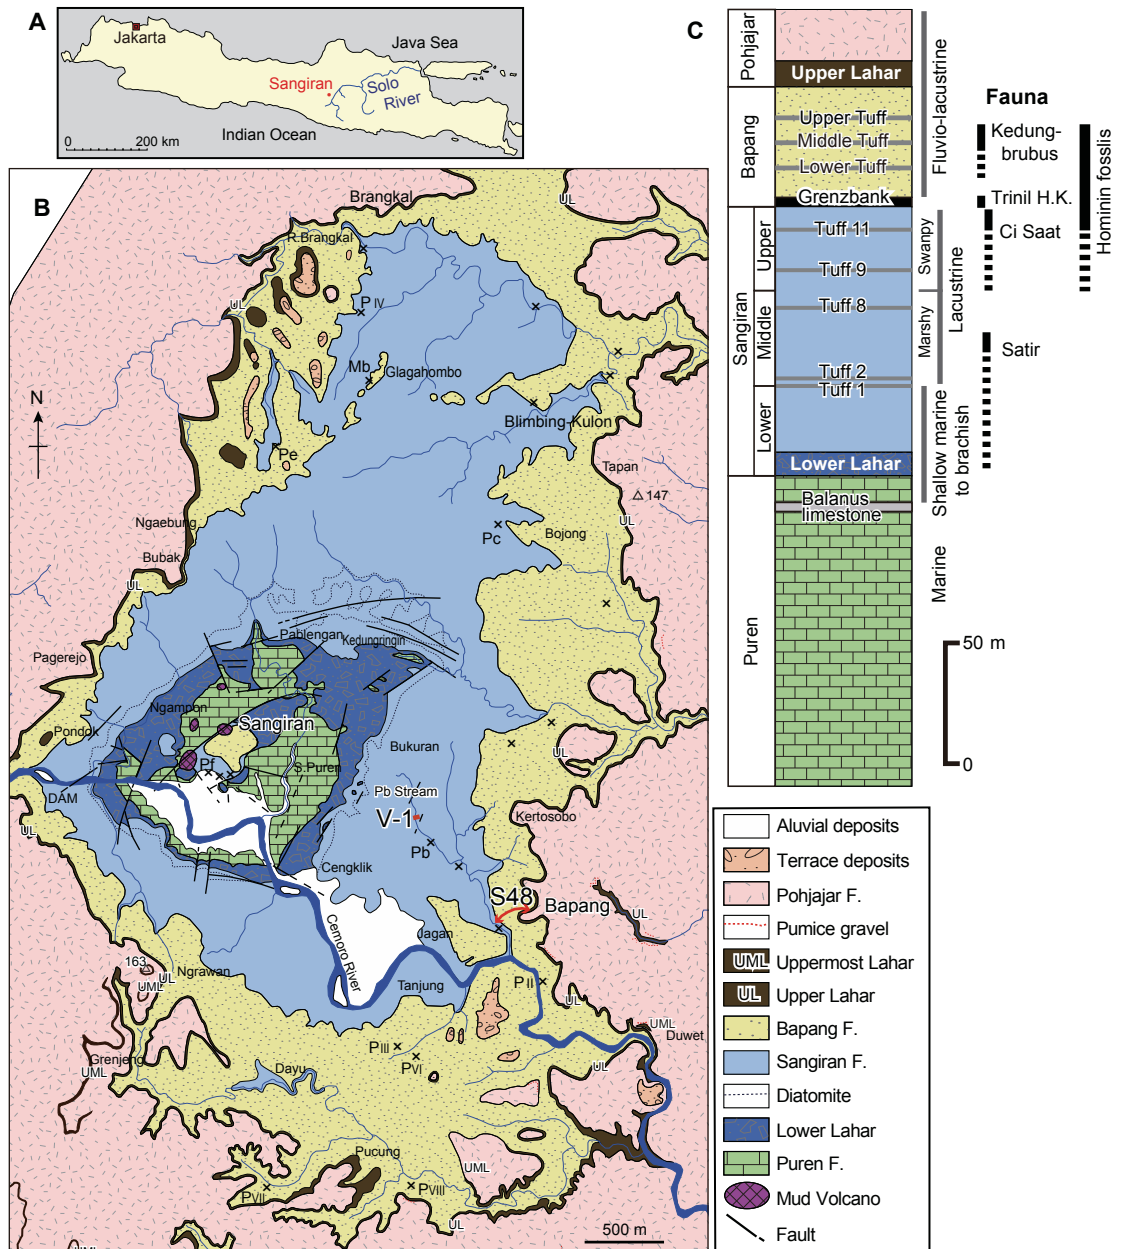 A
Jakarta
Java Sea
Sangiran
Solo
River
Indian Ocean
0
200 km
B
Brangkal
UL
R.Brangkal
UL
P IV
Mb
Glagahombo
N
Blimbing-Kulon
Pe
Tapan
147
Ngaebung
UL
Pc
Bojong
Bubak
UL
Pablengan
Kedungringin
Pagerejo
Ngampon
Sangiran
Pondok
Bukuran
UL
Pf
S.Puren
DAM
Pb Stream
V-1
Kertosobo
UL
Pb
Cengklik
S48
Bapang
UL
Cemoro River
Jagan
163
Ngrawan
UL
UML
Tanjung
P II
UL
UML
Duwet
P III
P VI
Grenjeng
UML
Dayu
UL
Pucung
UML
P VII
P VIII
UL
UML
500 m
C
Pohjajar
Upper Lahar
Fluvio-lacustrine
Fauna
Bapang
Upper Tuff
Middle Tuff
Lower Tuff
Grenzbank
Kedung-
brubus
Trinil H.K.
Ci Saat
Hominin fosslis
Sangiran
Upper
Tuff 11
Tuff 9
Swanpy
Lacustrine
Middle
Tuff 8
Marshy
Satir
Tuff 2
Tuff 1
Lower
Lower Lahar
Shallow marine
to brachish
Balanus
limestone
Puren
Marine
50 m
0
Aluvial deposits
Terrace deposits
Pohjajar F.
Pumice gravel
UML Uppermost Lahar
UL Upper Lahar
Bapang F.
Sangiran F.
Diatomite
Lower Lahar
Puren F.
Mud Volcano
Fault